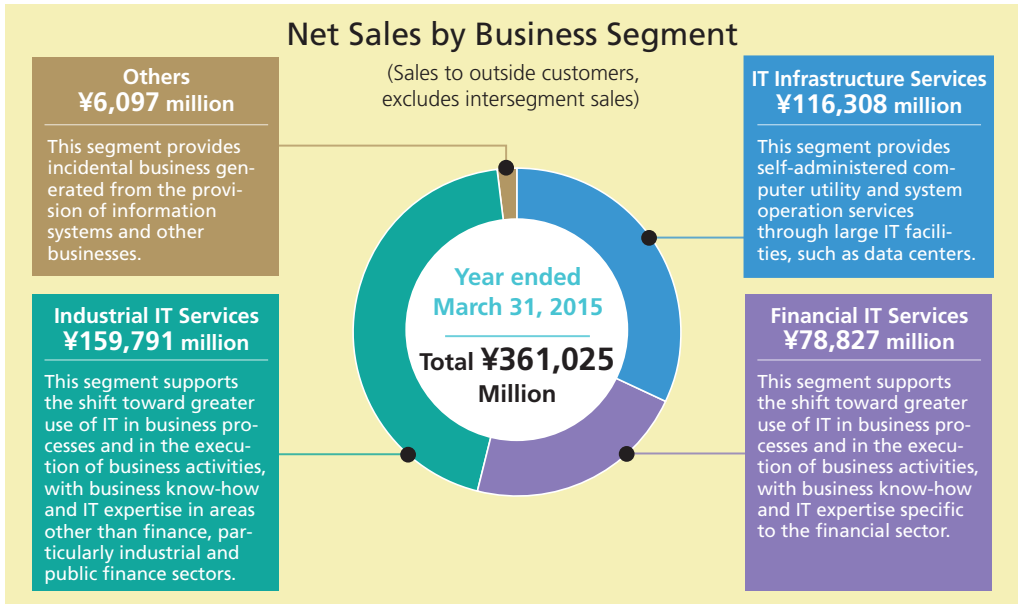 Net Sales by Business Segment
(Sales to outside customers,
excludes intersegment sales)
Others
¥6,097 million
This segment provides
incidental business gen-
erated from the provi-
sion of information
systems and other
businesses.
IT Infrastructure Services
¥116,308 million
This segment provides
self-administered com-
puter utility and system
operation services
through large IT facili-
ties, such as data centers.
Year ended
March 31, 2015
Total ¥361,025
Million
Industrial IT Services
¥159,791 million
This segment supports
the shift toward greater
use of IT in business pro-
cesses and in the execu-
tion of business activities,
with business know-how
and IT expertise in areas
other than finance, par-
ticularly industrial and
public finance sectors.
Financial IT Services
¥78,827 million
This segment supports
the shift toward greater
use of IT in business pro-
cesses and in the execu-
tion of business activities,
with business know-how
and IT expertise specific
to the financial sector.